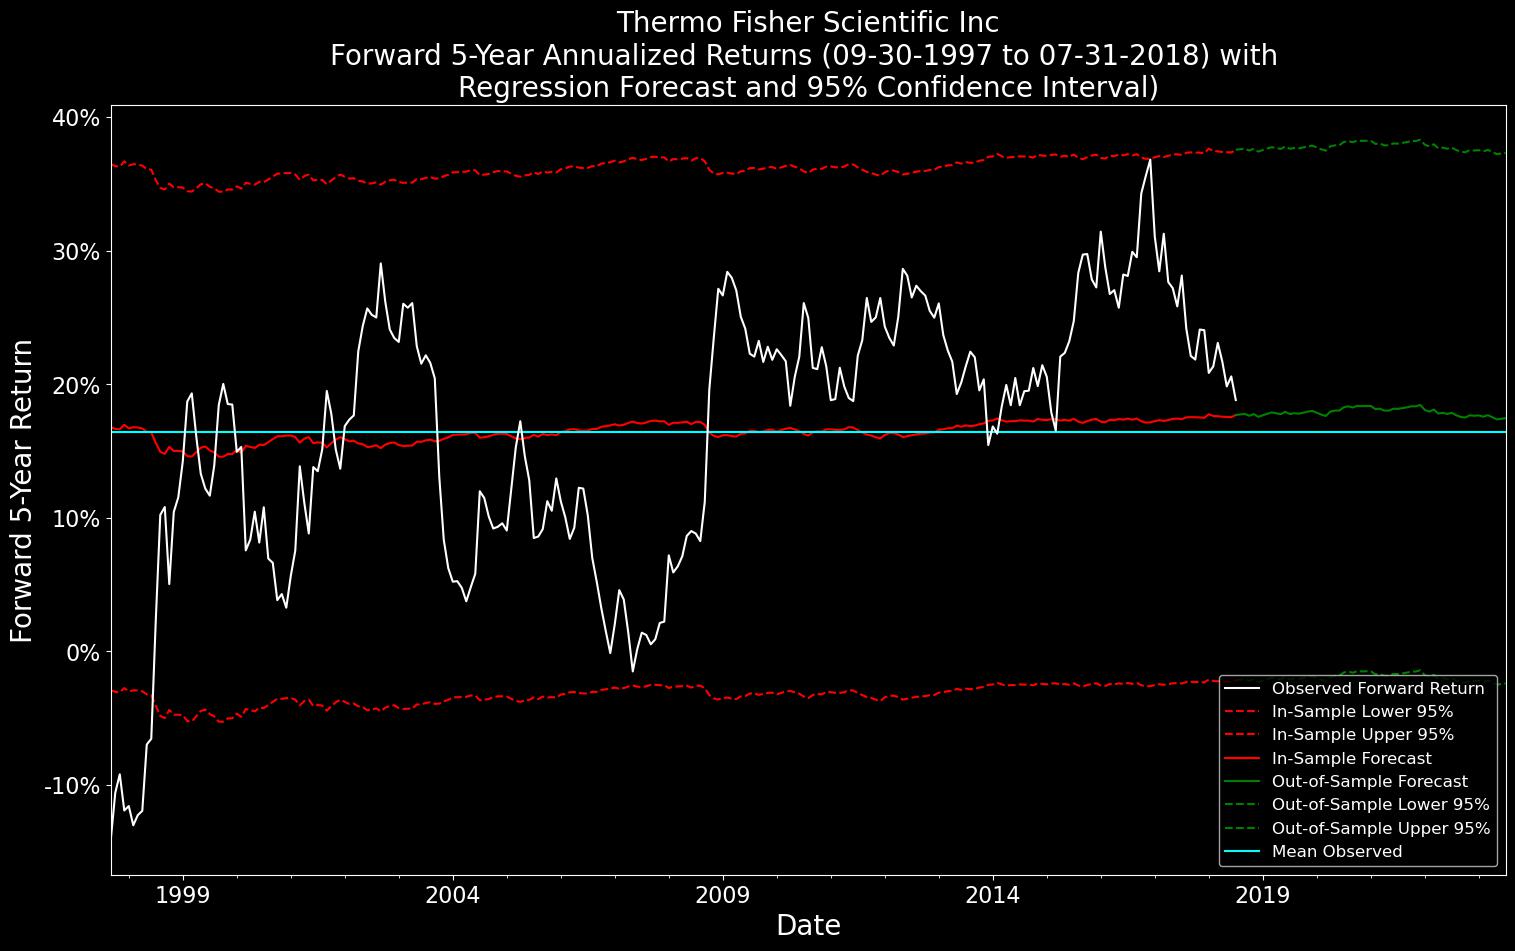 Thermo Fisher Scientific Inc
Forward 5-Year Annualized Returns (09-30-1997 to 07-31-2018) with
Regression Forecast and 95% Confidence Interval)
Forward 5-Year Return
40%
30%
20%
10%
0%
-10%
1999
2004
2009
2014
2019
Date
Observed Forward Return
In-Sample Lower 95%
In-Sample Upper 95%
In-Sample Forecast
Out-of-Sample Forecast
Out-of-Sample Lower 95%
Out-of-Sample Upper 95%
Mean Observed